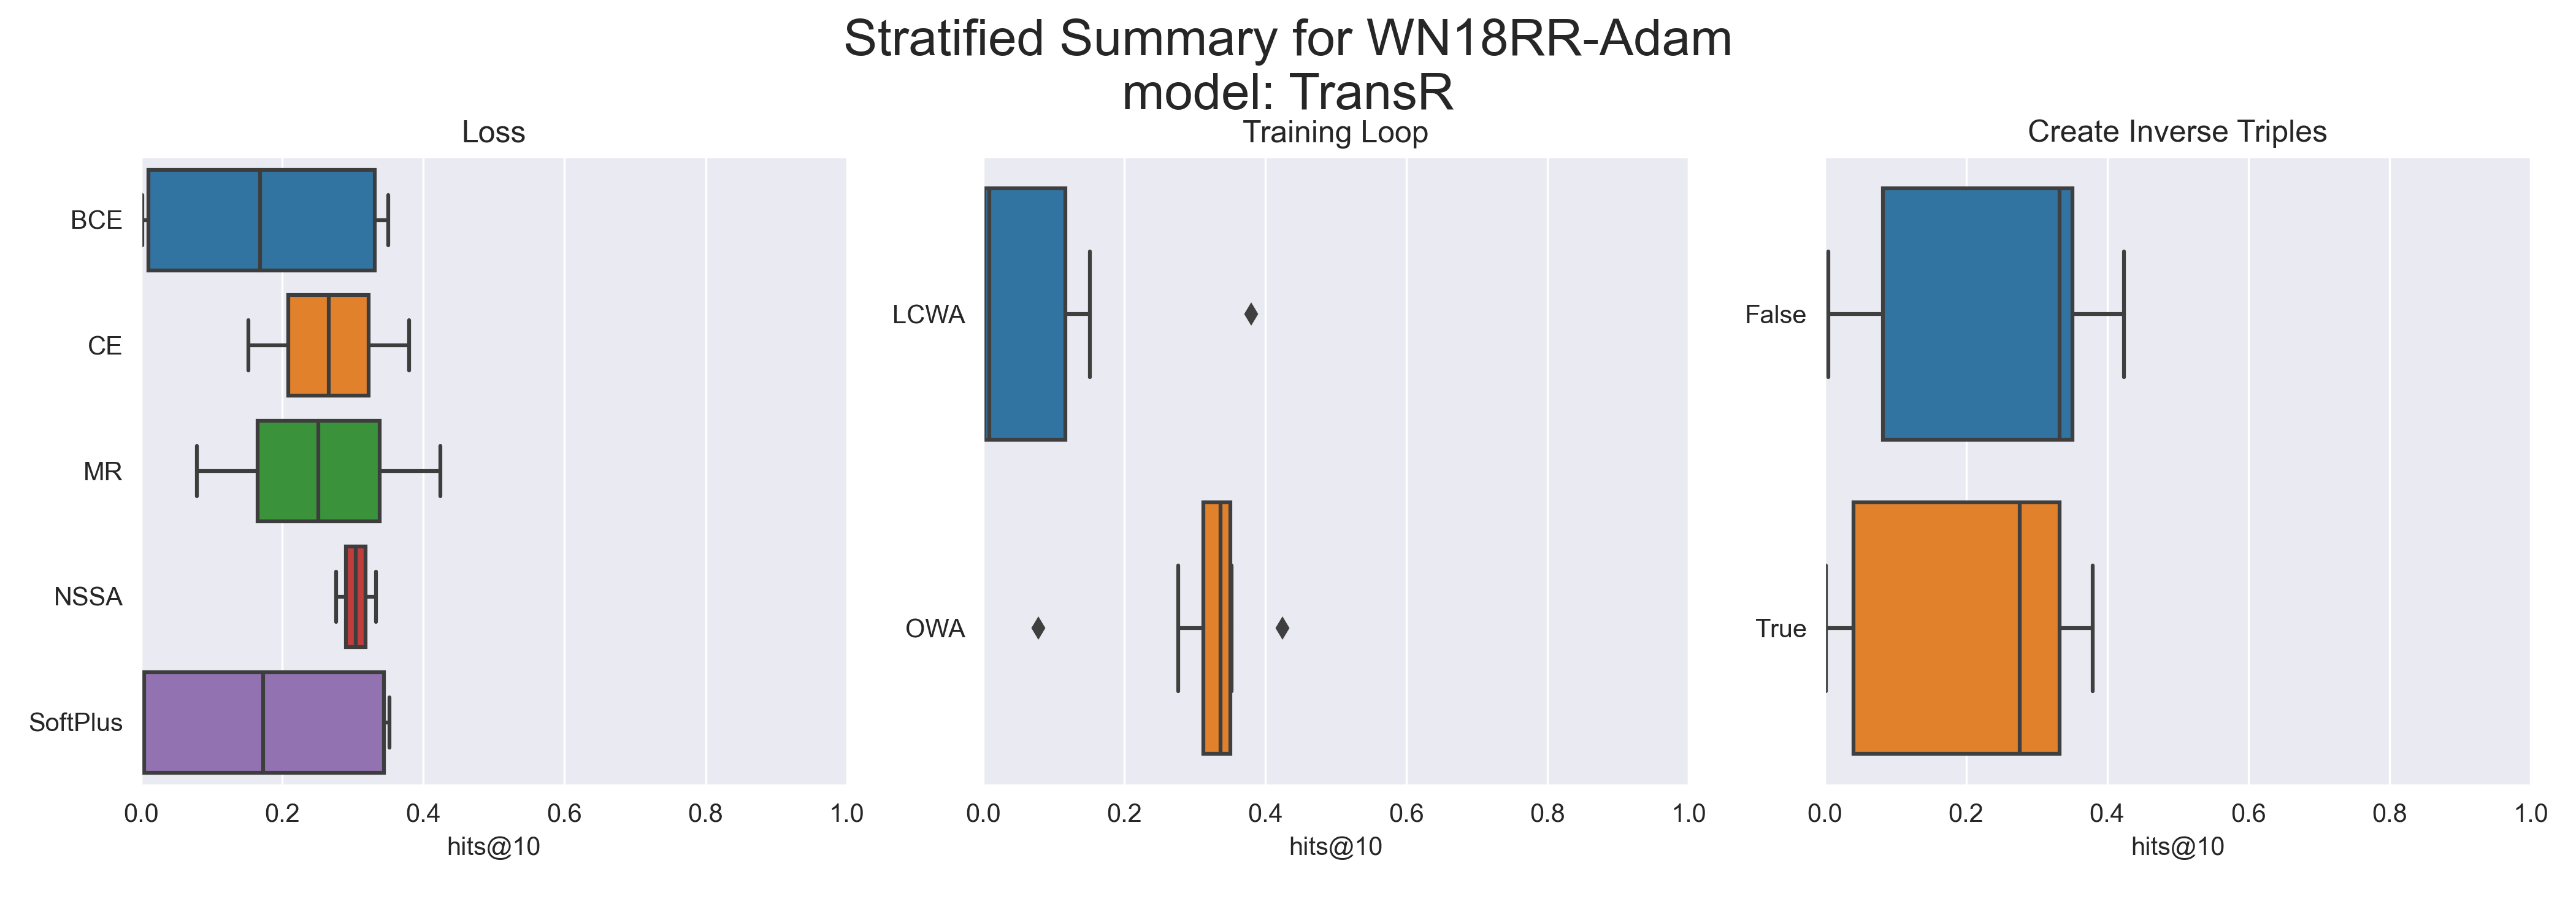 Stratified Summary for WN18RR-Adam
model: TransR
Loss
BCE
CE
MR
NSSA
SoftPlus
0.0 0.2 0.4 0.6 0.8 1.0
hits@10
Training Loop
LCWA
OWA
0.0 0.2 0.4 0.6 0.8 1.0
hits@10
Create Inverse Triples
False
True
0.0 0.2 0.4 0.6 0.8 1.0
hits@10